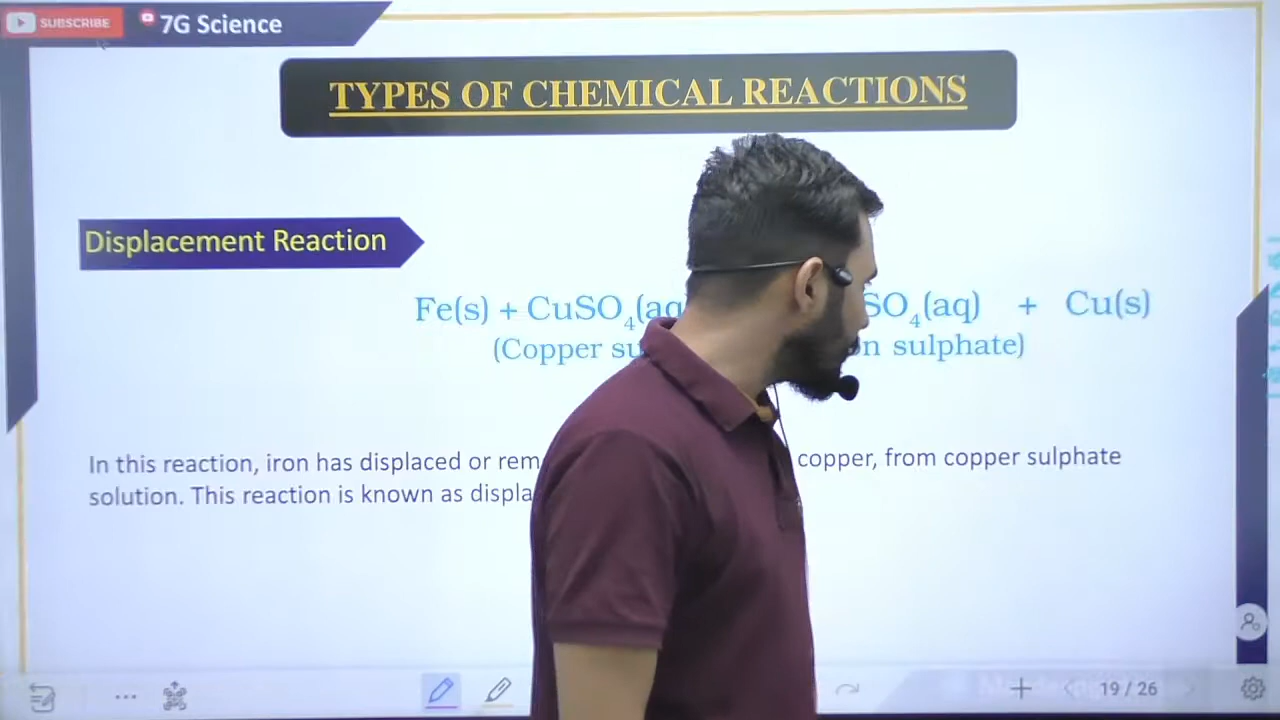 SUBSCRIBE
7G Science
TYPES OF CHEMICAL REACTIONS
Displacement Reaction
Fe(s) + CuSO₄(aq SO₄(aq) + Cu(s)
(Copper su n sulphate)
In this reaction, iron has displaced or rem copper, from copper sulphate
solution. This reaction is known as displa
19 / 26